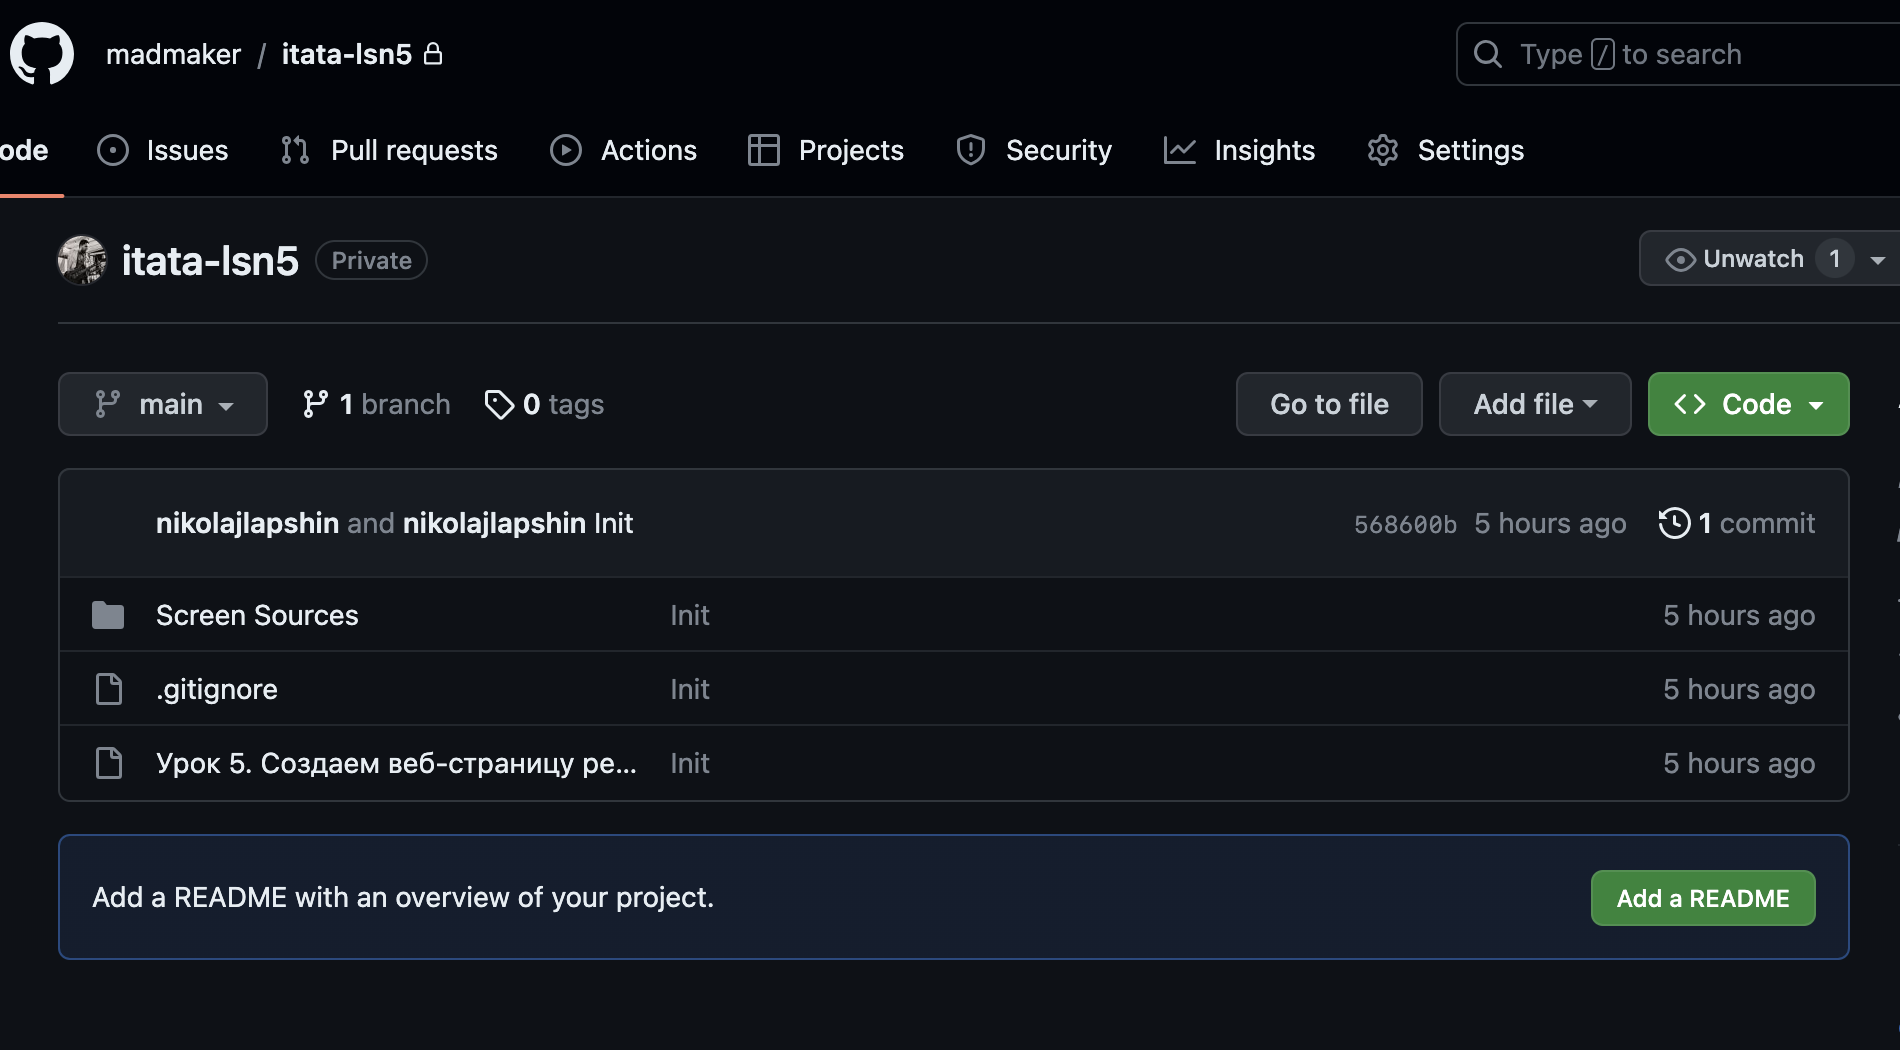 madmaker / itata-lsn5
Type / to search
ode Issues Pull requests Actions Projects Security Insights Settings
itata-lsn5 Private
Unwatch 1
main 1 branch 0 tags
Go to file Add file Code
nikolajlapshin and nikolajlapshin Init 568600b 5 hours ago 1 commit
Screen Sources Init 5 hours ago
.gitignore Init 5 hours ago
Урок 5. Создаем веб-страницу ре... Init 5 hours ago
Add a README with an overview of your project. Add a README